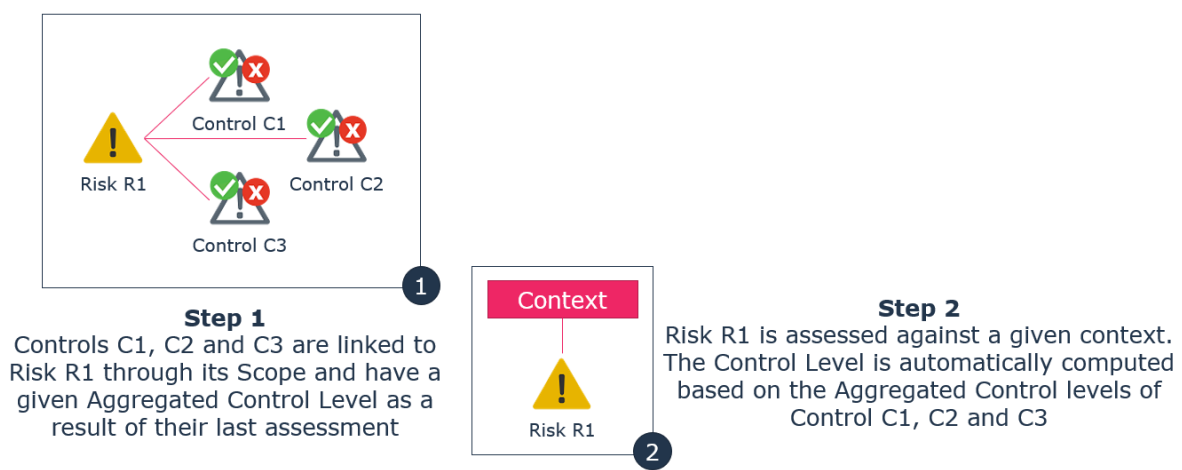 Control C1
Risk R1
Control C2
Control C3
1
Step 1
Controls C1, C2 and C3 are linked to
Risk R1 through its Scope and have a
given Aggregated Control Level as a
result of their last assessment
Context
Risk R1
2
Step 2
Risk R1 is assessed against a given context.
The Control Level is automatically computed
based on the Aggregated Control levels of
Control C1, C2 and C3